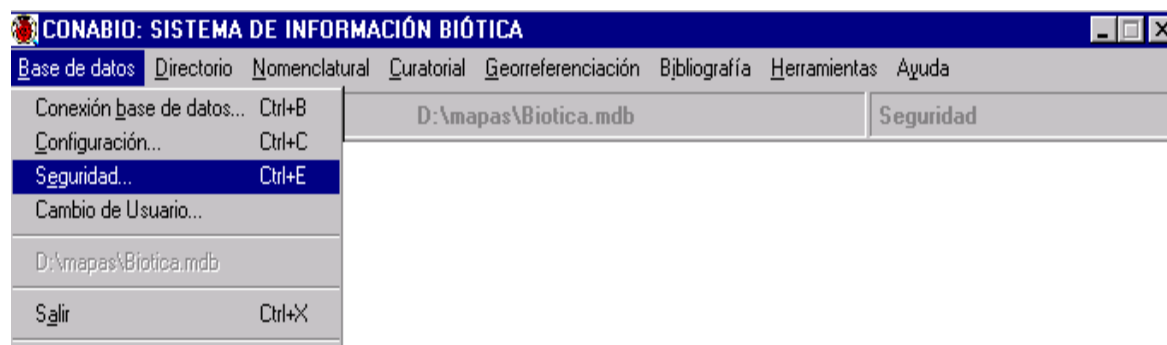 CONABIO: SISTEMA DE INFORMACIÓN BIÓTICA
Base de datos Directorio Nomenclatural Curatorial Georreferenciación Bibliografía Herramientas Ayuda
Conexión base de datos... Ctrl+B
D:\mapas\Biotica.mdb Seguridad
Configuración... Ctrl+C
Seguridad... Ctrl+E
Cambio de Usuario...
D:\mapas\Biotica.mdb
Salir Ctrl+X